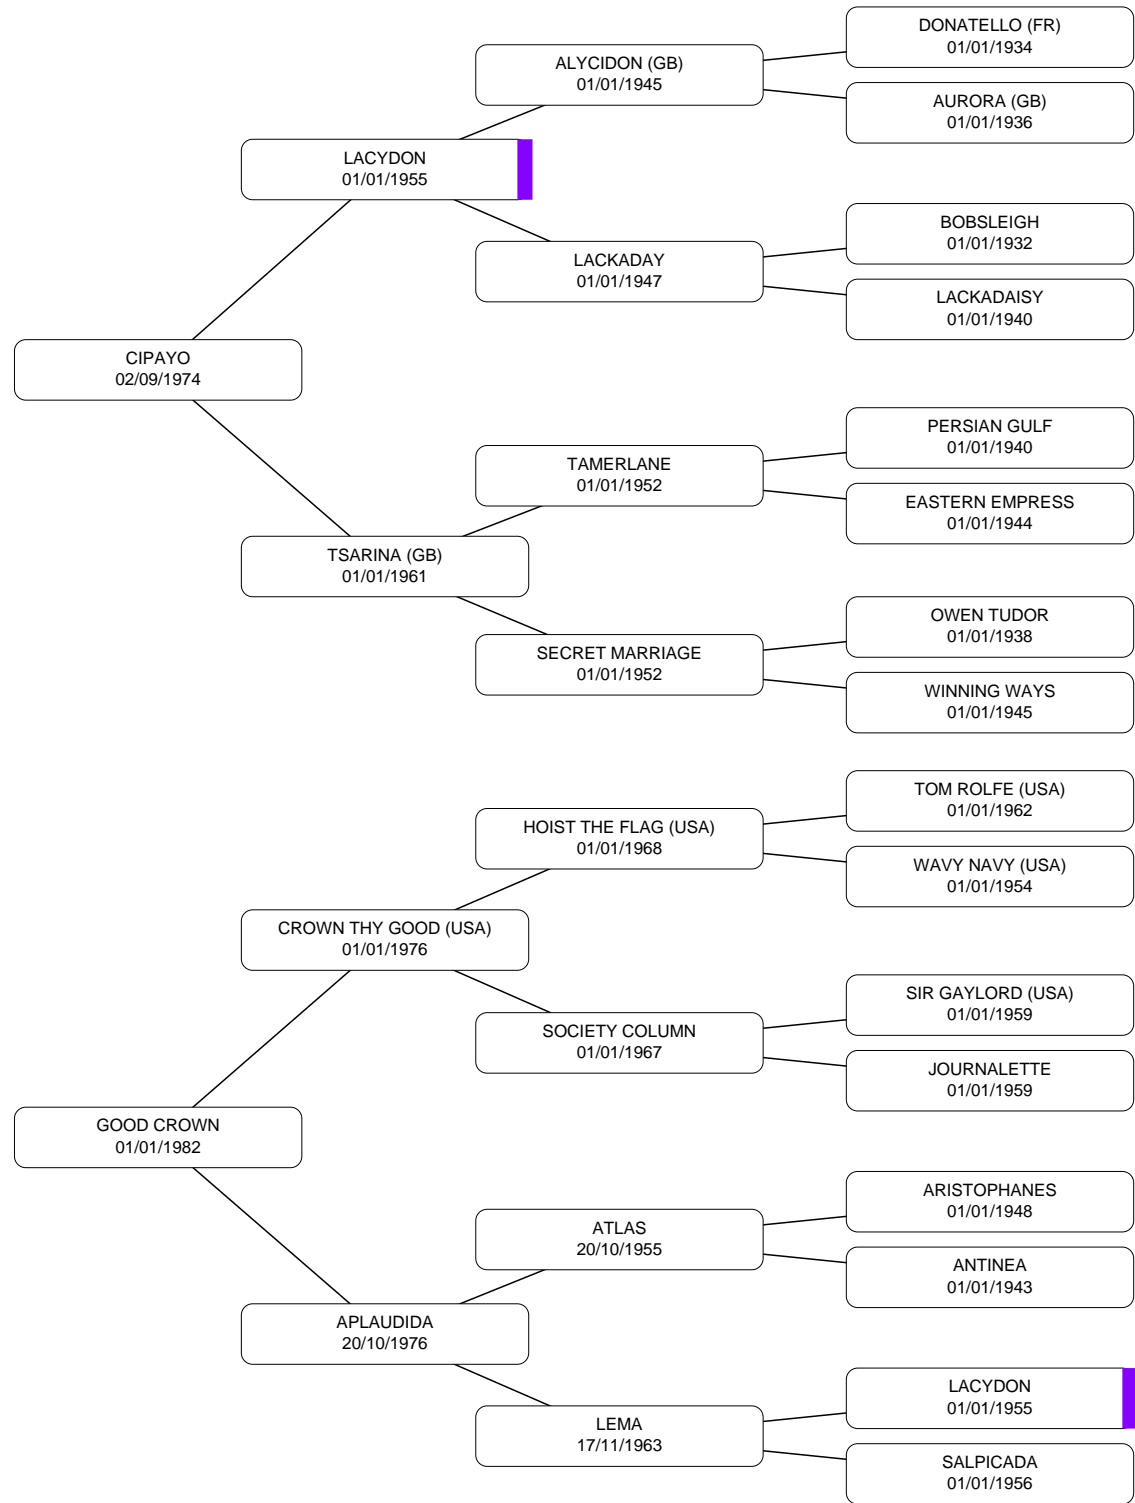 DONATELLO (FR)
01/01/1934
ALYCIDON (GB)
01/01/1945
AURORA (GB)
01/01/1936
LACYDON
01/01/1955
BOBSLEIGH
01/01/1932
LACKADAY
01/01/1947
LACKADAISY
01/01/1940
CIPAYO
02/09/1974
PERSIAN GULF
01/01/1940
TAMERLANE
01/01/1952
EASTERN EMPRESS
01/01/1944
TSARINA (GB)
01/01/1961
OWEN TUDOR
01/01/1938
SECRET MARRIAGE
01/01/1952
WINNING WAYS
01/01/1945
TOM ROLFE (USA)
01/01/1962
HOIST THE FLAG (USA)
01/01/1968
WAVY NAVY (USA)
01/01/1954
CROWN THY GOOD (USA)
01/01/1976
SIR GAYLORD (USA)
01/01/1959
SOCIETY COLUMN
01/01/1967
JOURNALETTE
01/01/1959
GOOD CROWN
01/01/1982
ARISTOPHANES
01/01/1948
ATLAS
20/10/1955
ANTINEA
01/01/1943
APLAUDIDA
20/10/1976
LACYDON
01/01/1955
LEMA
17/11/1963
SALPICADA
01/01/1956